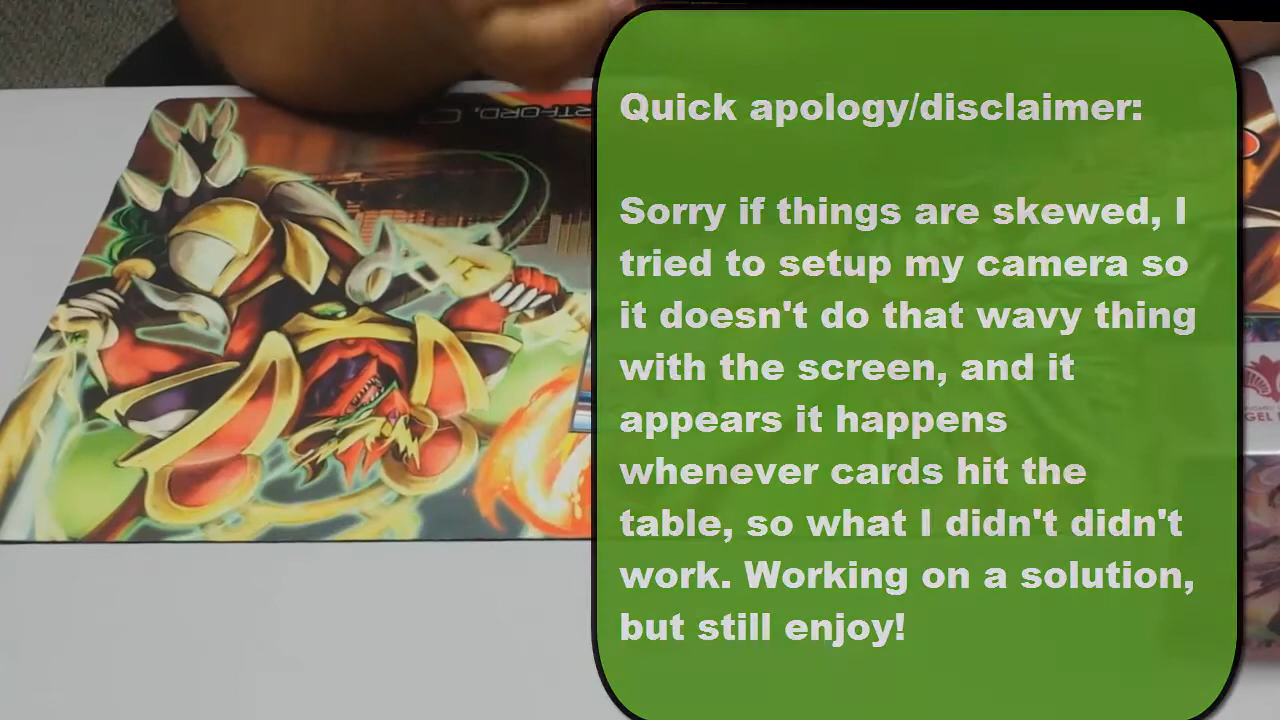 RTFORD, C
Quick apology/disclaimer:
Sorry if things are skewed, I
tried to setup my camera so
it doesn't do that wavy thing
with the screen, and it
appears it happens
whenever cards hit the
table, so what I didn't didn't
work. Working on a solution,
but still enjoy!
GEL